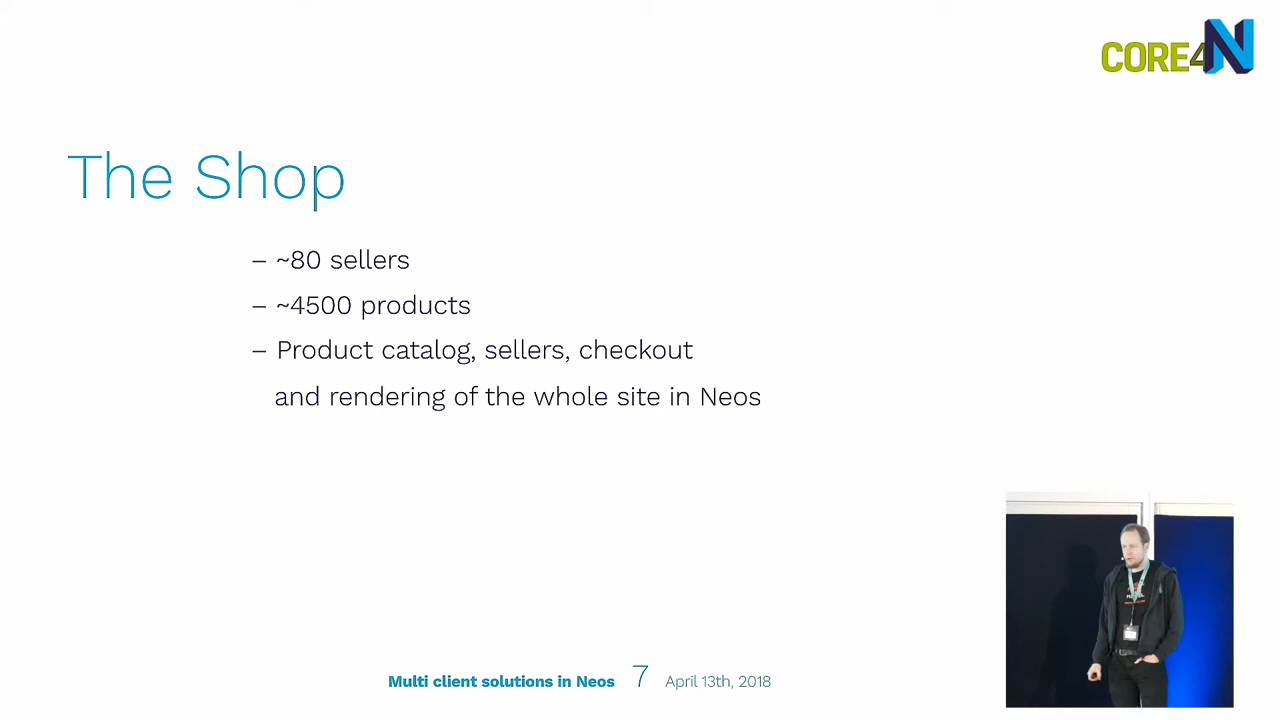 CORE4
N
The Shop
– ~80 sellers
– ~4500 products
– Product catalog, sellers, checkout
and rendering of the whole site in Neos
Multi client solutions in Neos 7 April 13th, 2018